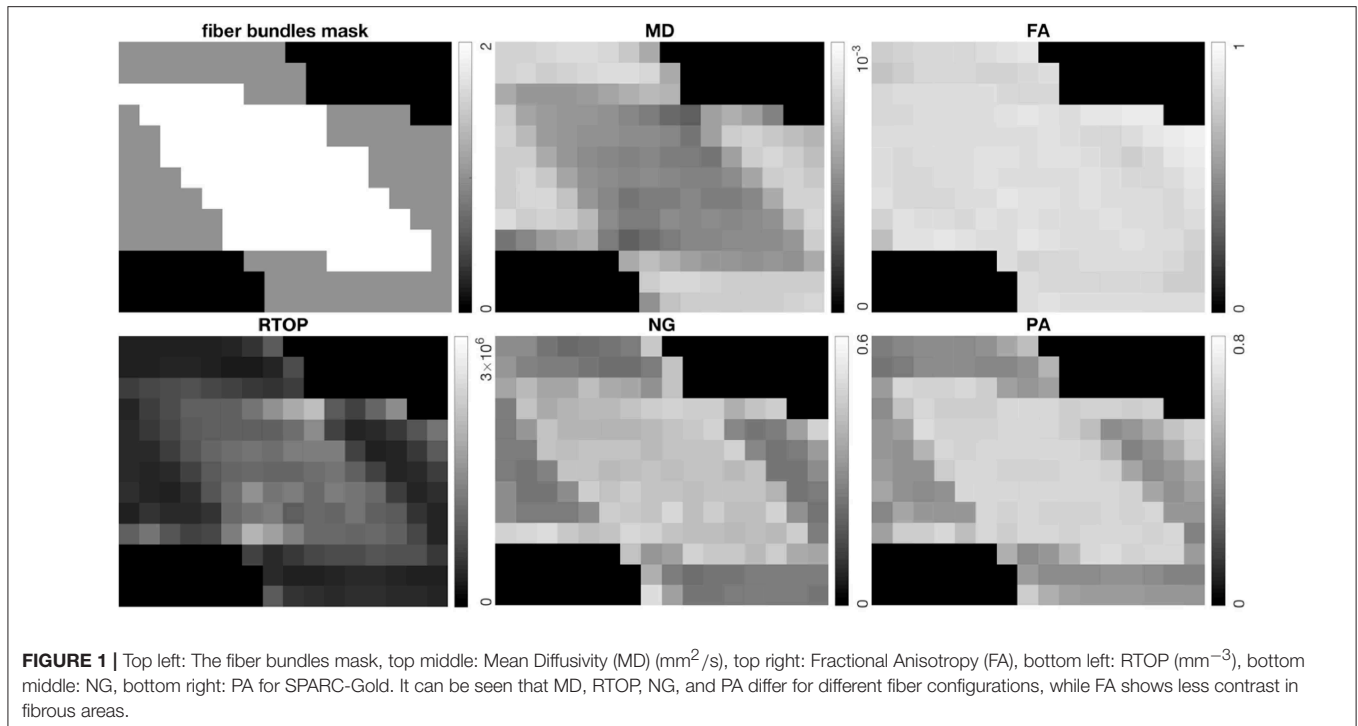 fiber bundles mask
MD
FA
2
0
10⁻³
0
1
0
RTOP
NG
PA
3×10⁶
0
0.6
0
0.8
0
FIGURE 1 | Top left: The fiber bundles mask, top middle: Mean Diffusivity (MD) (mm²/s), top right: Fractional Anisotropy (FA), bottom left: RTOP (mm⁻³), bottom
middle: NG, bottom right: PA for SPARC-Gold. It can be seen that MD, RTOP, NG, and PA differ for different fiber configurations, while FA shows less contrast in
fibrous areas.